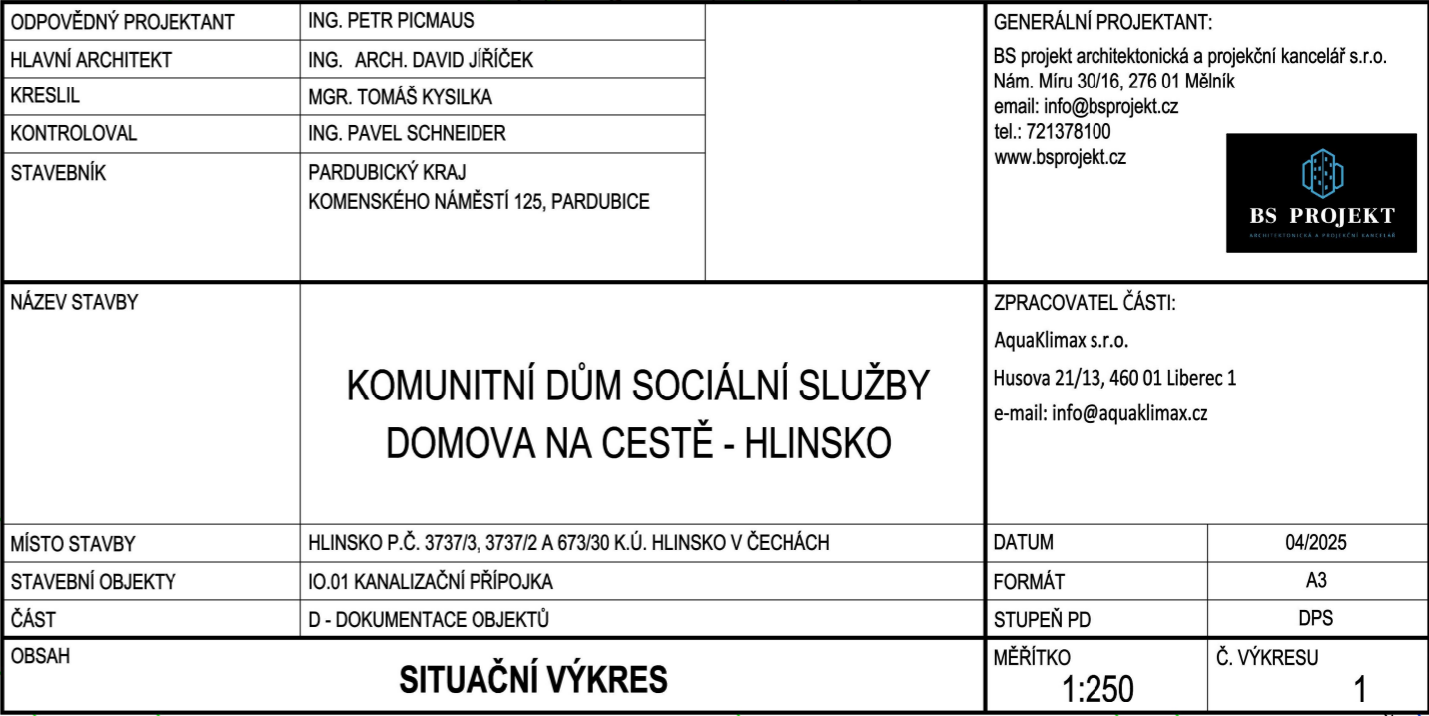 ODPOVĚDNÝ PROJEKTANT ING. PETR PICMAUS
HLAVNÍ ARCHITEKT ING. ARCH. DAVID JÍŘÍČEK
KRESLIL MGR. TOMÁŠ KYSILKA
KONTROLOVAL ING. PAVEL SCHNEIDER
STAVEBNÍK PARDUBICKÝ KRAJ
KOMENSKÉHO NÁMĚSTÍ 125, PARDUBICE
GENERÁLNÍ PROJEKTANT:
BS projekt architektonická a projekční kancelář s.r.o.
Nám. Míru 30/16, 276 01 Mělník
email: info@bsprojekt.cz
tel.: 721378100
www.bsprojekt.cz
BS PROJEKT
ARCHITEKTONICKÁ A PROJEKČNÍ KANCELÁŘ
NÁZEV STAVBY
KOMUNITNÍ DŮM SOCIÁLNÍ SLUŽBY
DOMOVA NA CESTĚ - HLINSKO
ZPRACOVATEL ČÁSTI:
AquaKlimax s.r.o.
Husova 21/13, 460 01 Liberec 1
e-mail: info@aquaklimax.cz
MÍSTO STAVBY HLINSKO P.Č. 3737/3, 3737/2 A 673/30 K.Ú. HLINSKO V ČECHÁCH
DATUM 04/2025
STAVEBNÍ OBJEKTY IO.01 KANALIZAČNÍ PŘÍPOJKA
FORMÁT A3
ČÁST D - DOKUMENTACE OBJEKTŮ
STUPEŇ PD DPS
OBSAH
SITUAČNÍ VÝKRES
MĚŘÍTKO
1:250
Č. VÝKRESU
1